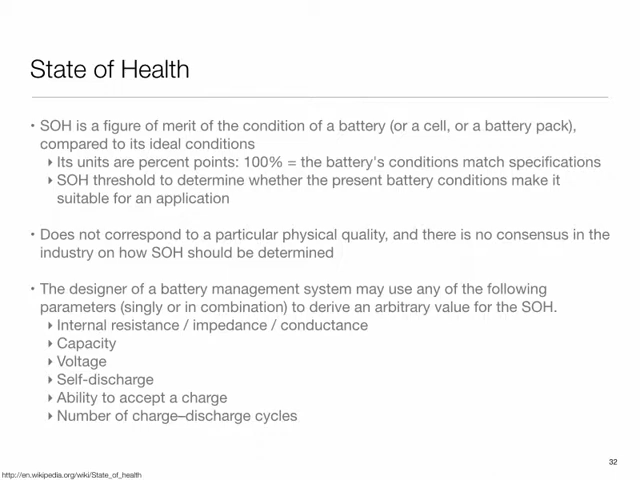 State of Health
• SOH is a figure of merit of the condition of a battery (or a cell, or a battery pack),
compared to its ideal conditions
‣ Its units are percent points: 100% = the battery's conditions match specifications
‣ SOH threshold to determine whether the present battery conditions make it
suitable for an application
• Does not correspond to a particular physical quality, and there is no consensus in the
industry on how SOH should be determined
• The designer of a battery management system may use any of the following
parameters (singly or in combination) to derive an arbitrary value for the SOH.
‣ Internal resistance / impedance / conductance
‣ Capacity
‣ Voltage
‣ Self-discharge
‣ Ability to accept a charge
‣ Number of charge–discharge cycles
32
http://en.wikipedia.org/wiki/State_of_health